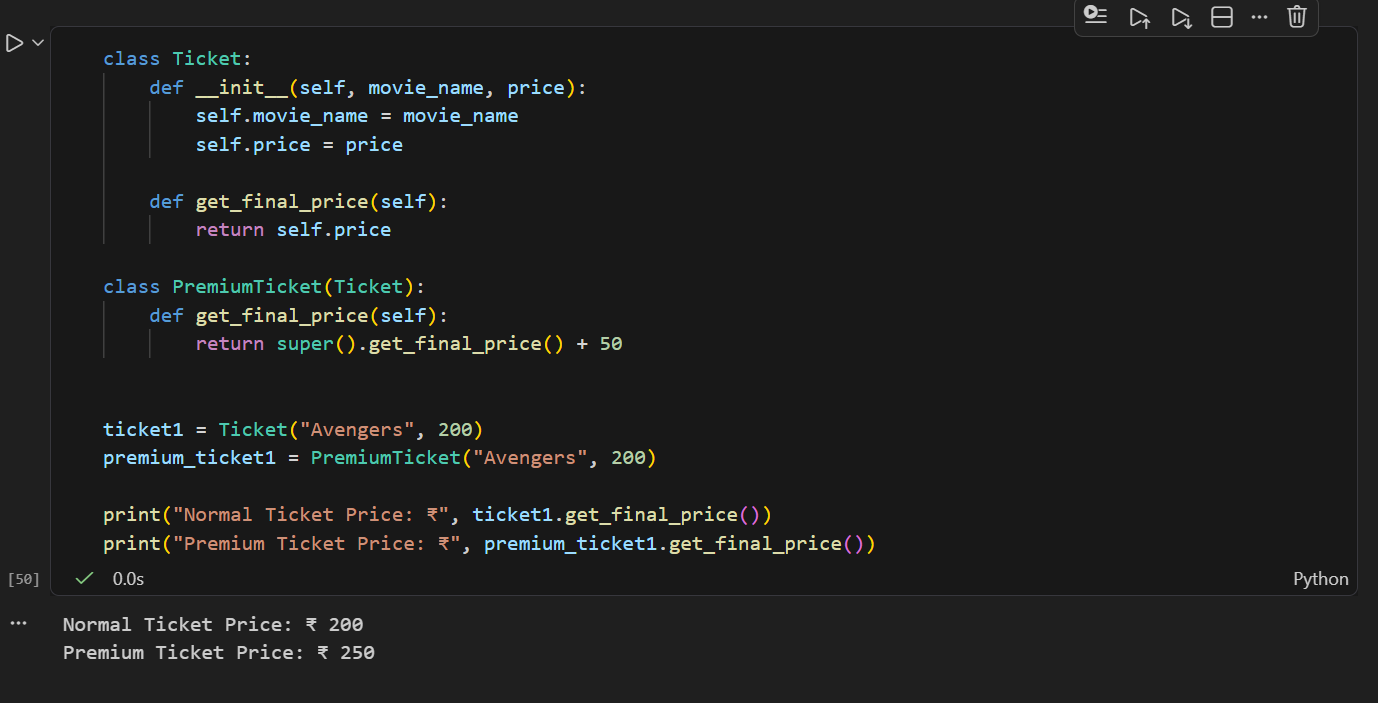 class Ticket:
    def __init__(self, movie_name, price):
        self.movie_name = movie_name
        self.price = price
    def get_final_price(self):
        return self.price
class PremiumTicket(Ticket):
    def get_final_price(self):
        return super().get_final_price() + 50
ticket1 = Ticket("Avengers", 200)
premium_ticket1 = PremiumTicket("Avengers", 200)
print("Normal Ticket Price: ₹", ticket1.get_final_price())
print("Premium Ticket Price: ₹", premium_ticket1.get_final_price())
[50] 0.0s Python
Normal Ticket Price: ₹ 200
Premium Ticket Price: ₹ 250